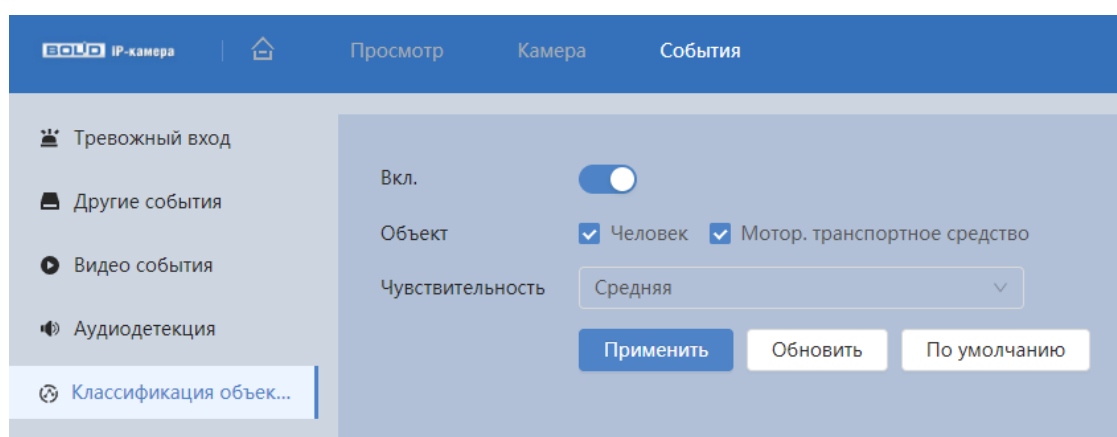 BOLID IP-камера Просмотр Камера События
Тревожный вход
Другие события
Видео события
Аудиодетекция
Классификация объек...
Вкл.
Объект Человек Мотор. транспортное средство
Чувствительность Средняя
Применить Обновить По умолчанию